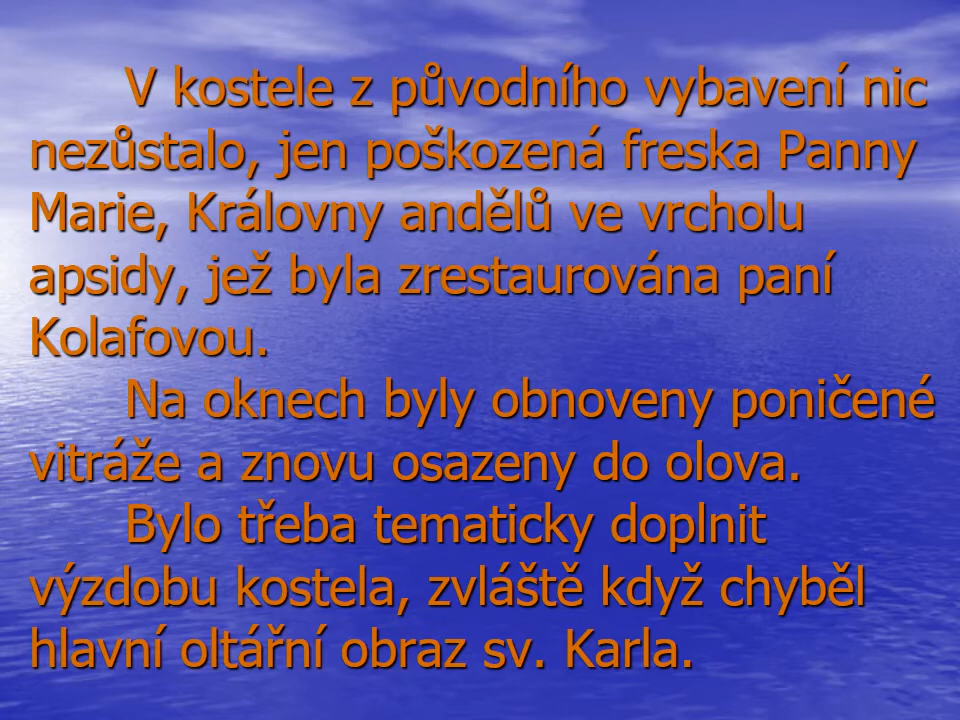 V kostele z původního vybavení nic
nezůstalo, jen poškozená freska Panny
Marie, Královny andělů ve vrcholu
apsidy, jež byla zrestaurována paní
Kolafovou.
Na oknech byly obnoveny poničené
vitráže a znovu osazeny do olova.
Bylo třeba tematicky doplnit
výzdobu kostela, zvláště když chyběl
hlavní oltářní obraz sv. Karla.